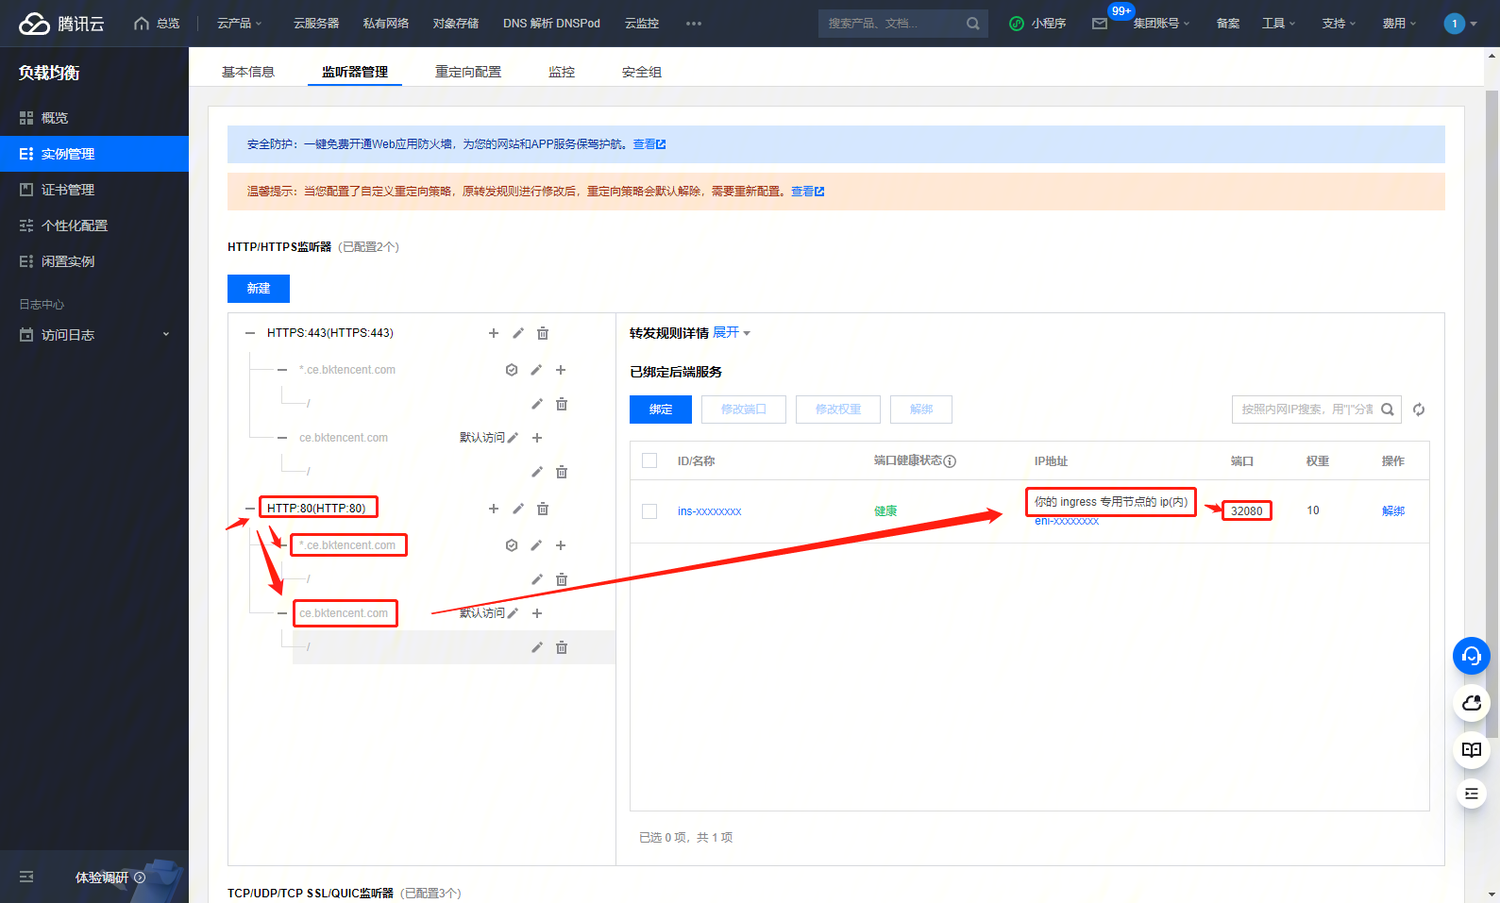 腾讯云 总览 云产品 云服务器 私有网络 对象存储 DNS 解析 DNSPod 云监控 ••• 搜索产品、文档... 小程序 99+ 集团账号 备案 工具 支持 费用 1
负载均衡
概览
实例管理
证书管理
个性化配置
闲置实例
日志中心
访问日志
体验调研
基本信息 监听器管理 重定向配置 监控 安全组
安全防护：一键免费开通Web应用防火墙，为您的网站和APP服务保驾护航。查看
温馨提示：当您配置了自定义重定向策略，原转发规则进行修改后，重定向策略会默认解除，需要重新配置。查看
HTTP/HTTPS监听器（已配置2个）
新建
HTTPS:443(HTTPS:443)
*.ce.bktencent.com
/
ce.bktencent.com 默认访问
/
HTTP:80(HTTP:80)
*.ce.bktencent.com
/
ce.bktencent.com 默认访问
/
转发规则详情 展开
已绑定后端服务
绑定 修改端口 修改权重 解绑 按照内网IP搜索，用"|"分割
ID/名称 端口健康状态 IP地址 端口 权重 操作
ins-xxxxxxxx 健康 你的 ingress 专用节点的 ip(内) 32080 10 解绑
eni-xxxxxxxx
已选 0 项，共 1 项
TCP/UDP/TCP SSL/QUIC监听器（已配置3个）